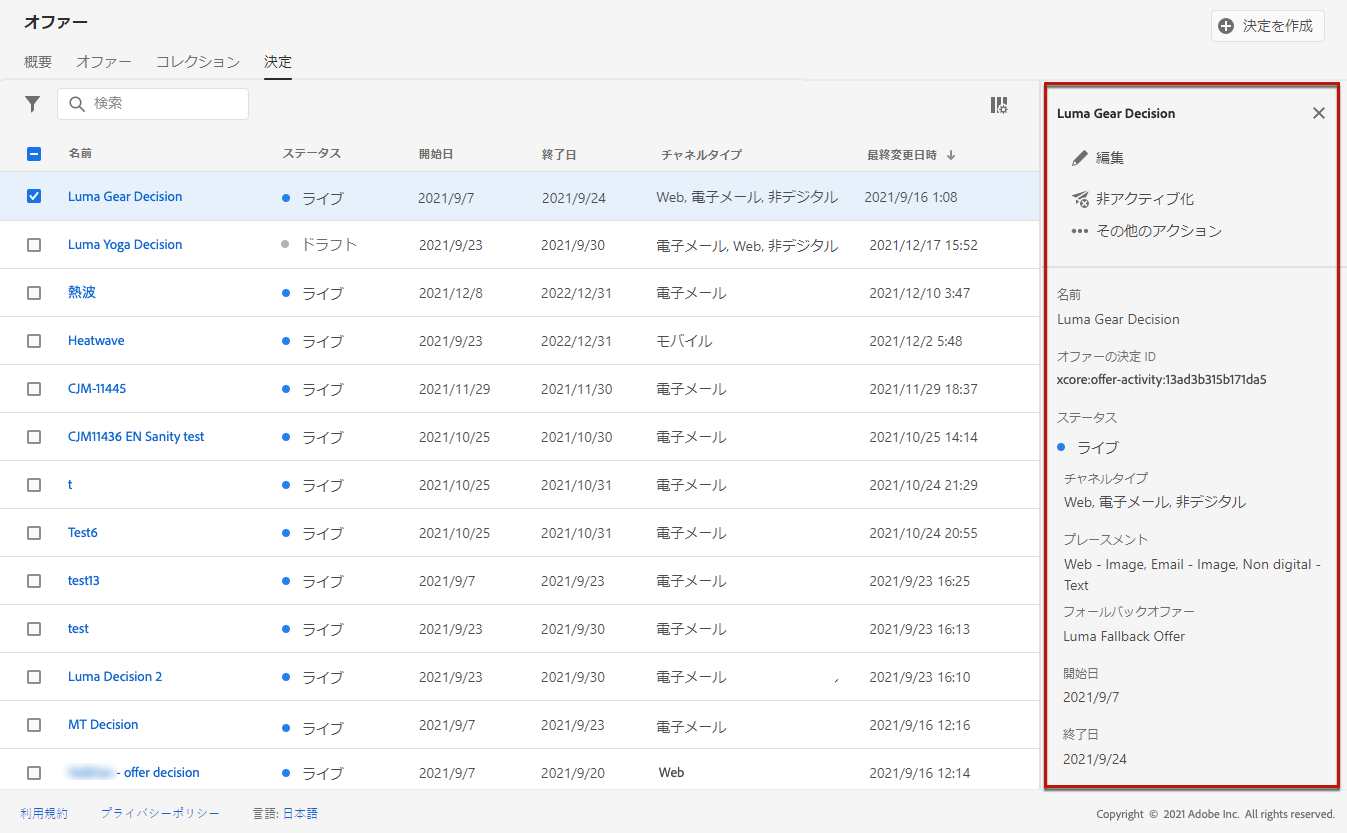 オファー
決定を作成
概要 オファー コレクション 決定
検索
名前 ステータス 開始日 終了日 チャネルタイプ 最終変更日時
Luma Gear Decision ライブ 2021/9/7 2021/9/24 Web, 電子メール, 非デジタル 2021/9/16 1:08
Luma Yoga Decision ドラフト 2021/9/23 2021/9/30 電子メール, Web, 非デジタル 2021/12/17 15:52
熱波 ライブ 2021/12/8 2022/12/31 電子メール 2021/12/10 3:47
Heatwave ライブ 2021/9/23 2022/12/31 モバイル 2021/12/2 5:48
CJM-11445 ライブ 2021/11/29 2021/11/30 電子メール 2021/11/29 18:37
CJM11436 EN Sanity test ライブ 2021/10/25 2021/10/30 電子メール 2021/10/25 14:14
t ライブ 2021/10/25 2021/10/31 電子メール 2021/10/24 21:29
Test6 ライブ 2021/10/25 2021/10/31 電子メール 2021/10/24 20:55
test13 ライブ 2021/9/7 2021/9/23 電子メール 2021/9/23 16:25
test ライブ 2021/9/23 2021/9/30 電子メール 2021/9/23 16:13
Luma Decision 2 ライブ 2021/9/23 2021/9/30 電子メール 2021/9/23 16:10
MT Decision ライブ 2021/9/7 2021/9/23 電子メール 2021/9/16 12:16
- offer decision ライブ 2021/9/7 2021/9/20 Web 2021/9/16 12:14
Luma Gear Decision
編集
非アクティブ化
その他のアクション
名前
Luma Gear Decision
オファーの決定 ID
xcore:offer-activity:13ad3b315b171da5
ステータス
ライブ
チャネルタイプ
Web, 電子メール, 非デジタル
プレースメント
Web - Image, Email - Image, Non digital -
Text
フォールバックオファー
Luma Fallback Offer
開始日
2021/9/7
終了日
2021/9/24
利用規約 プライバシーポリシー 言語: 日本語
Copyright © 2021 Adobe Inc. All rights reserved.